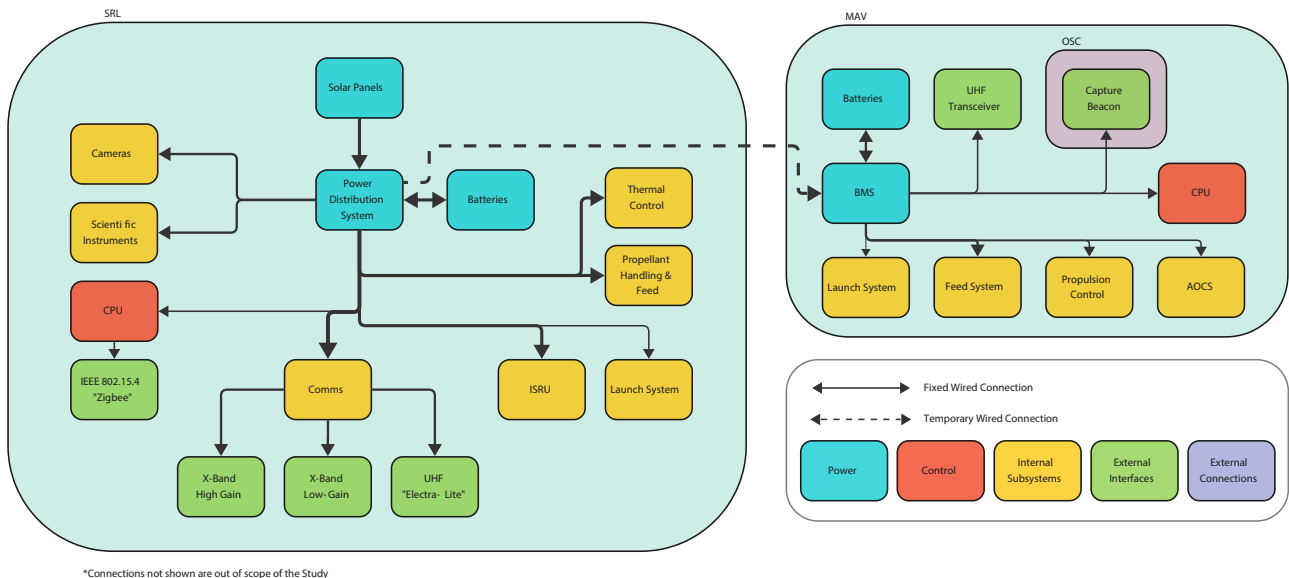 SRL
Solar Panels
Cameras
Power
Distribution
System
Batteries
Thermal
Control
Scienti fic
Instruments
Propellant
Handling &
Feed
CPU
IEEE 802.15.4
"Zigbee"
Comms
ISRU
Launch System
X-Band
High Gain
X-Band
Low- Gain
UHF
"Electra- Lite"
*Connections not shown are out of scope of the Study
MAV
OSC
Batteries
UHF
Transceiver
Capture
Beacon
BMS
CPU
Launch System
Feed System
Propulsion
Control
AOCS
Fixed Wired Connection
Temporary Wired Connection
Power
Control
Internal
Subsystems
External
Interfaces
External
Connections